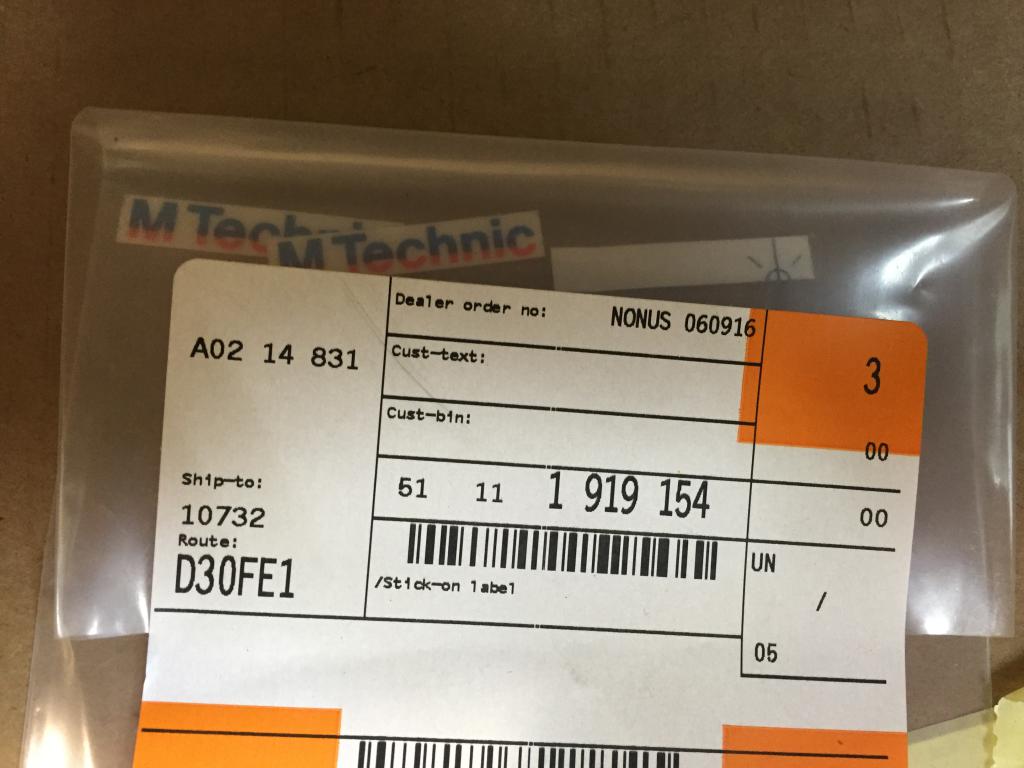 M Technic
M Technic
Dealer order no: NONUS 060916
A02 14 831
Cust-text:
3
Cust-bin:
00
Ship-to:
51 11 1 919 154
00
10732
Route:
D30FE1
/Stick-on label
UN
/
05